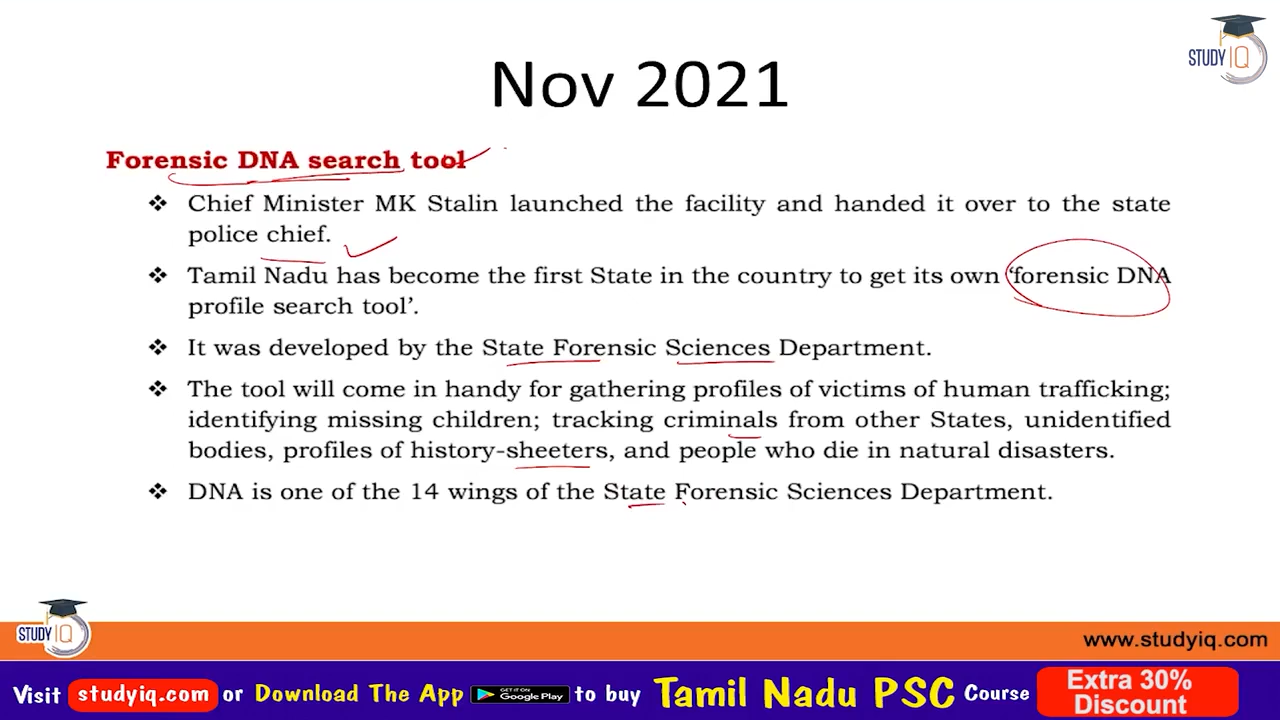 STUDY IQ
Nov 2021
Forensic DNA search tool
❖ Chief Minister MK Stalin launched the facility and handed it over to the state
police chief.
❖ Tamil Nadu has become the first State in the country to get its own ‘forensic DNA
profile search tool’.
❖ It was developed by the State Forensic Sciences Department.
❖ The tool will come in handy for gathering profiles of victims of human trafficking;
identifying missing children; tracking criminals from other States, unidentified
bodies, profiles of history-sheeters, and people who die in natural disasters.
❖ DNA is one of the 14 wings of the State Forensic Sciences Department.
STUDY IQ
www.studyiq.com
Visit studyiq.com or Download The App GET IT ON Google Play to buy Tamil Nadu PSC Course Extra 30%
Discount